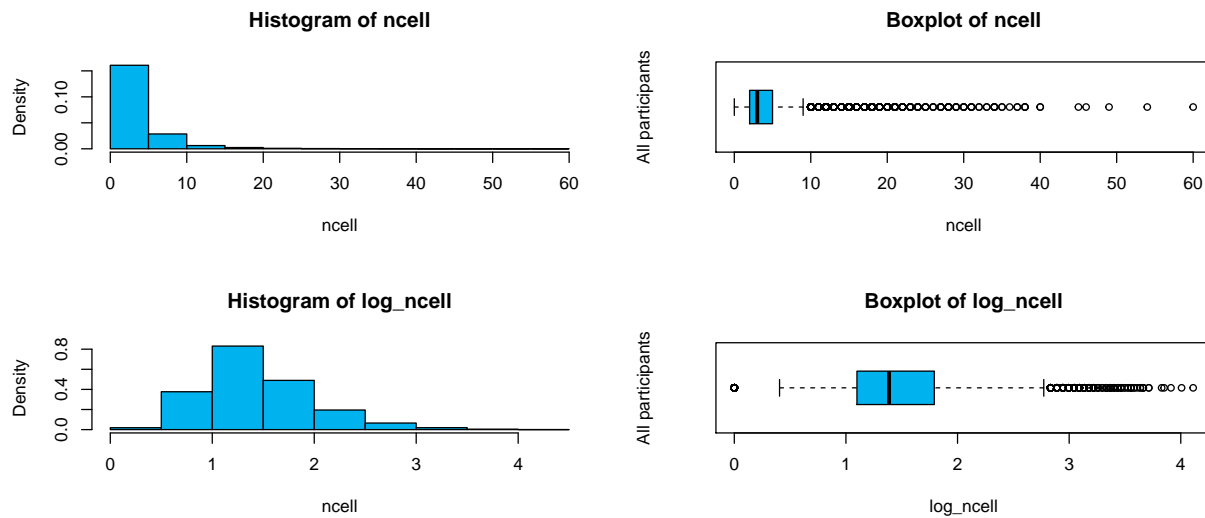 Histogram of ncell
Density
0.00
0.10
0
10
20
30
40
50
60
ncell
Boxplot of ncell
All participants
0
10
20
30
40
50
60
ncell
Histogram of log_ncell
Density
0.0
0.4
0.8
0
1
2
3
4
ncell
Boxplot of log_ncell
All participants
0
1
2
3
4
log_ncell